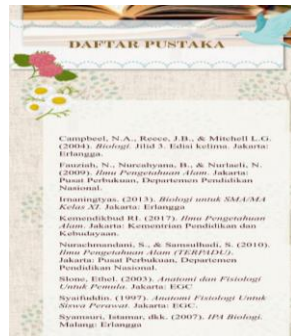 DAFTAR PUSTAKA
Campbeel, N.A., Reece, J.B., & Mitchell L.G.
(2004). Biologi. Jilid 3. Edisi kelima. Jakarta:
Erlangga.
Fauziah, N., Nurcahyana, B., & Nurlaeli, N.
(2009). Ilmu Pengetahuan Alam. Jakarta:
Pusat Perbukuan, Departemen Pendidikan
Nasional.
Imaningtyas. (2013). Biologi untuk SMA/MA
Kelas XI. Jakarta: Erlangga
Kemendikbud RI. (2017). Ilmu Pengetahuan
Alam. Jakarta: Kementrian Pendidikan dan
Kebudayaan.
Nurachmandani, S., & Samsulhadi, S. (2010).
Ilmu Pengetahuan Alam (TERPADU).
Jakarta: Pusat Perbukuan, Departemen
Pendidikan Nasional.
Slone, Ethel. (2003). Anatomi dan Fisiologi
Untuk Pemula. Jakarta: EGC
Syaifuddin. (1997). Anatomi Fisiologi Untuk
Siswa Perawat. Jakarta: EGC.
Syamsuri, Istamar, dkk. (2007). IPA Biologi.
Malang: Erlangga